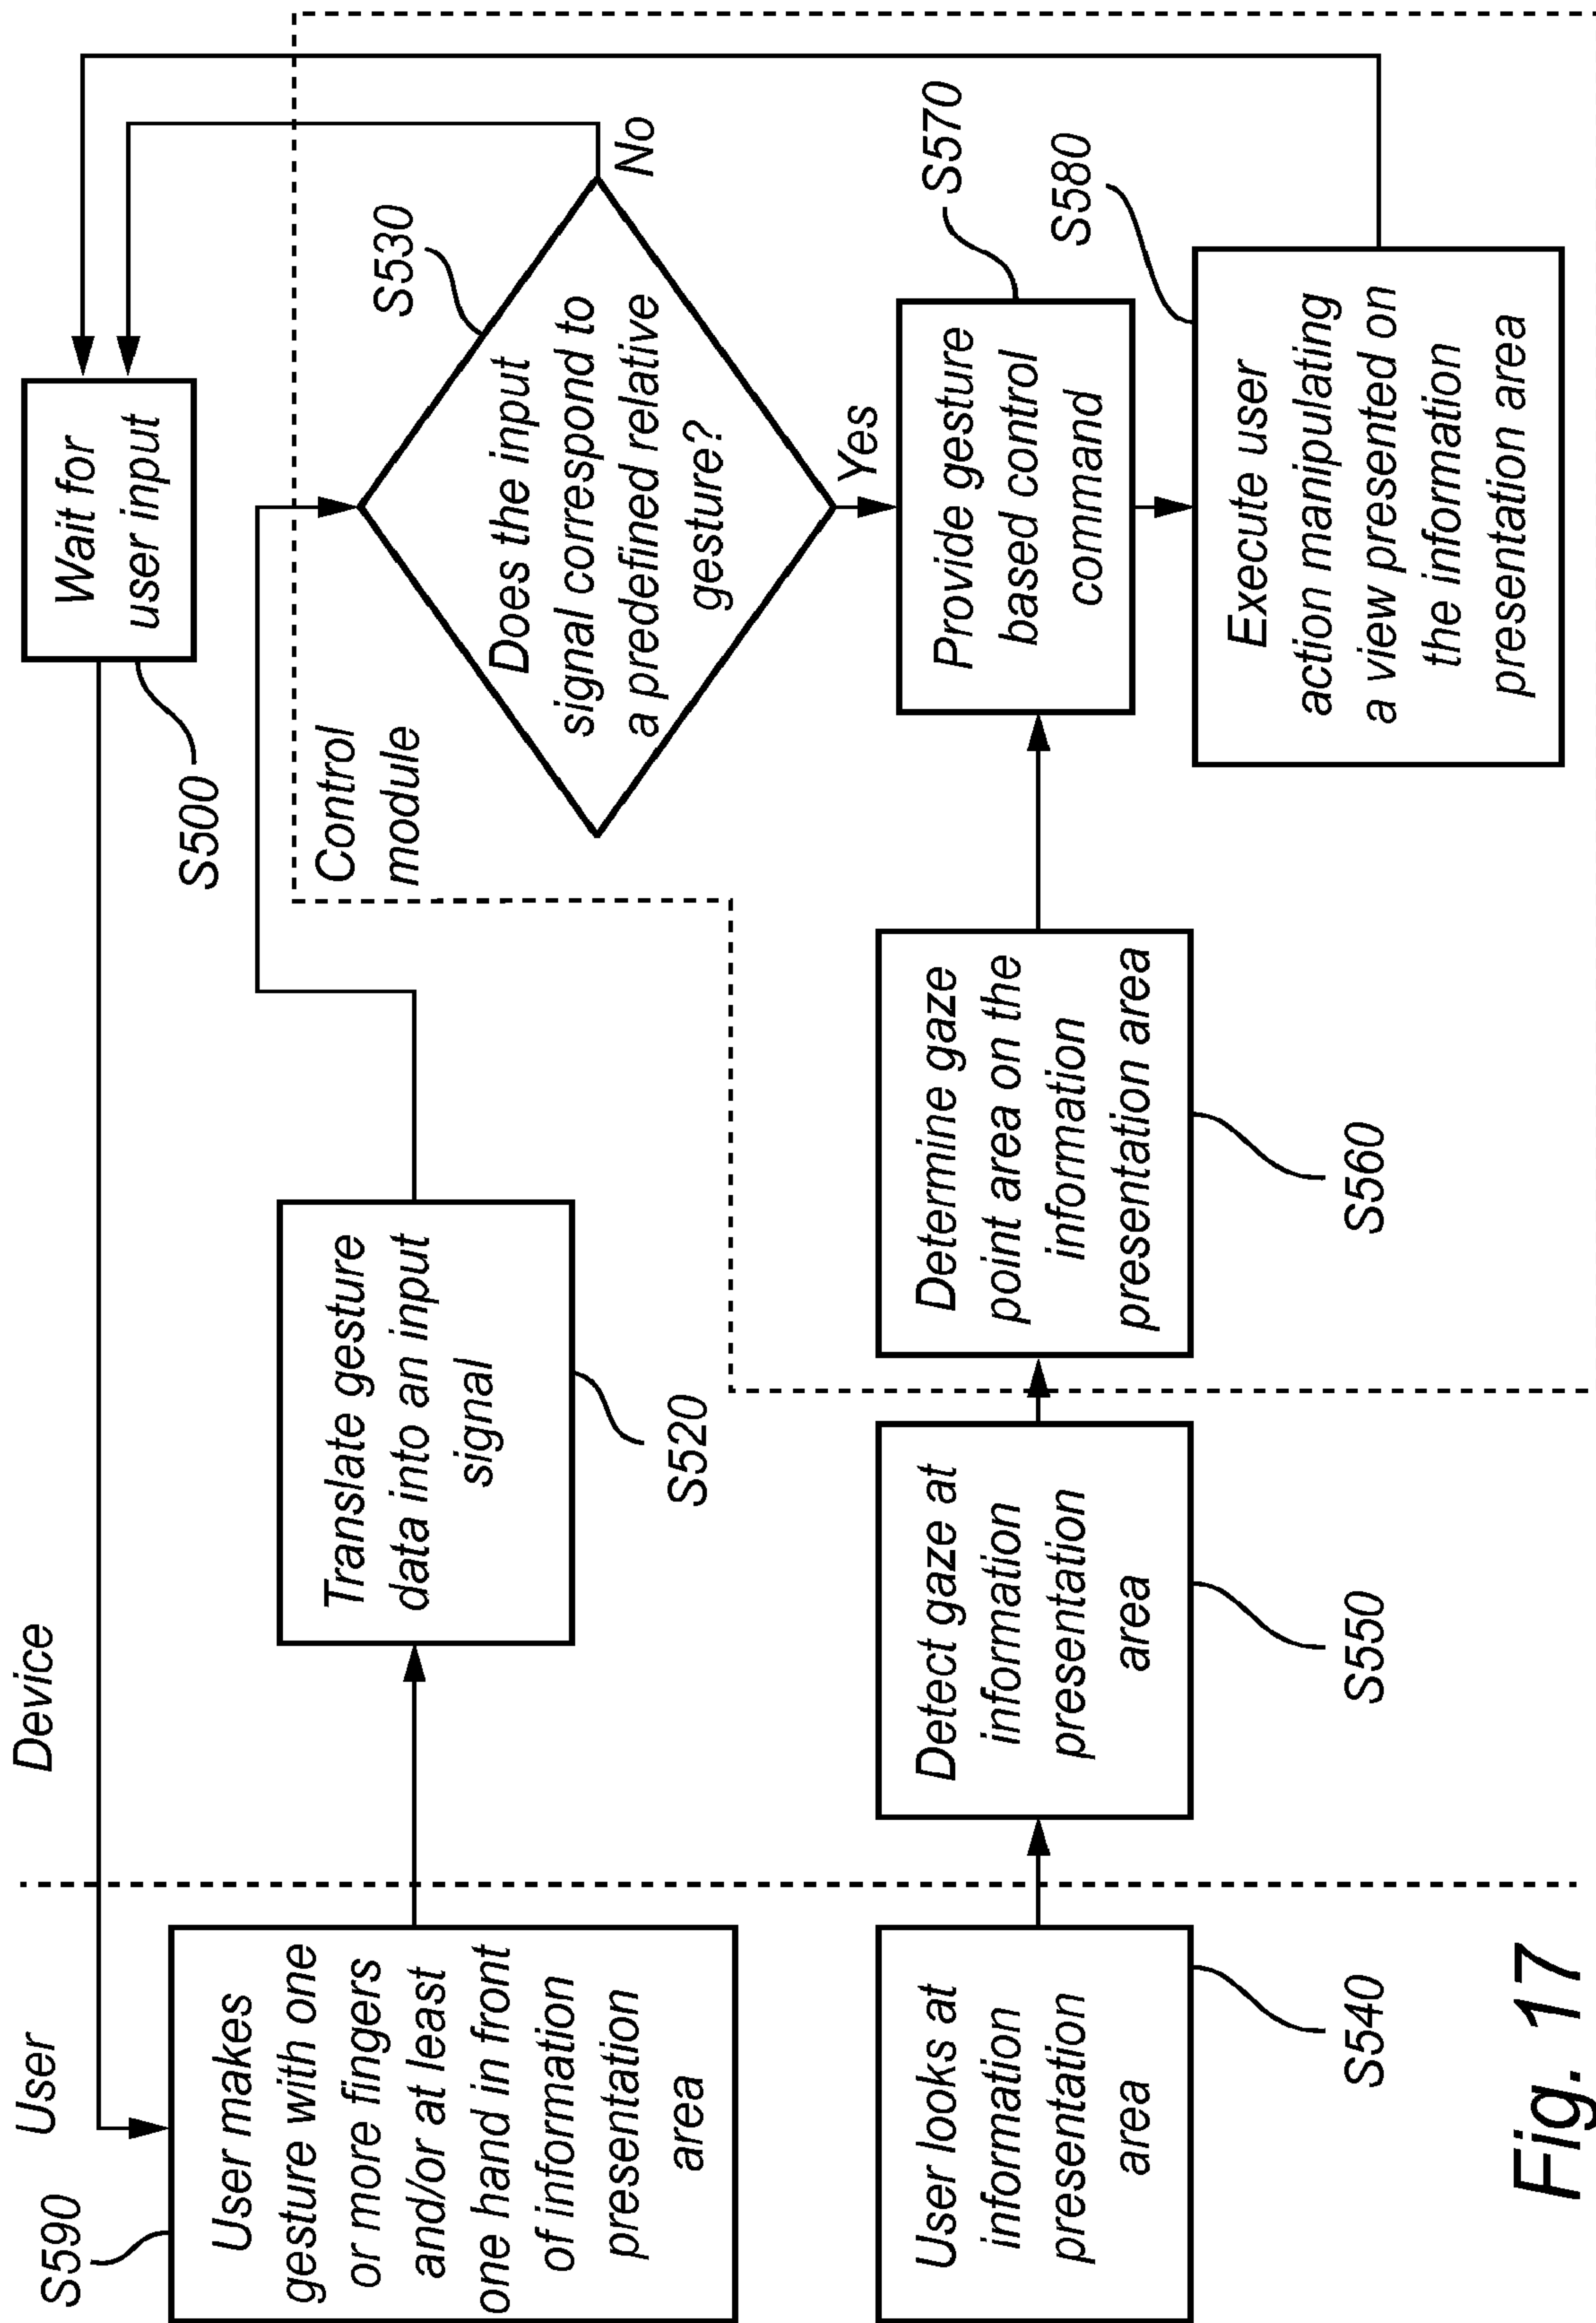 User
Device
S590
User makes
gesture with one
or more fingers
and/or at least
one hand in front
of information
presentation
area
Translate gesture
data into an input
signal
S520
Wait for
user input
S500
Control
module
S530
Does the input
signal correspond to
a predefined relative
gesture?
No
Yes
User looks at
information
presentation
area
S540
Detect gaze at
information
presentation
area
S550
Determine gaze
point area on the
information
presentation area
S560
Provide gesture
based control
command
S570
S580
Execute user
action manipulating
a view presented on
the information
presentation area
Fig. 17